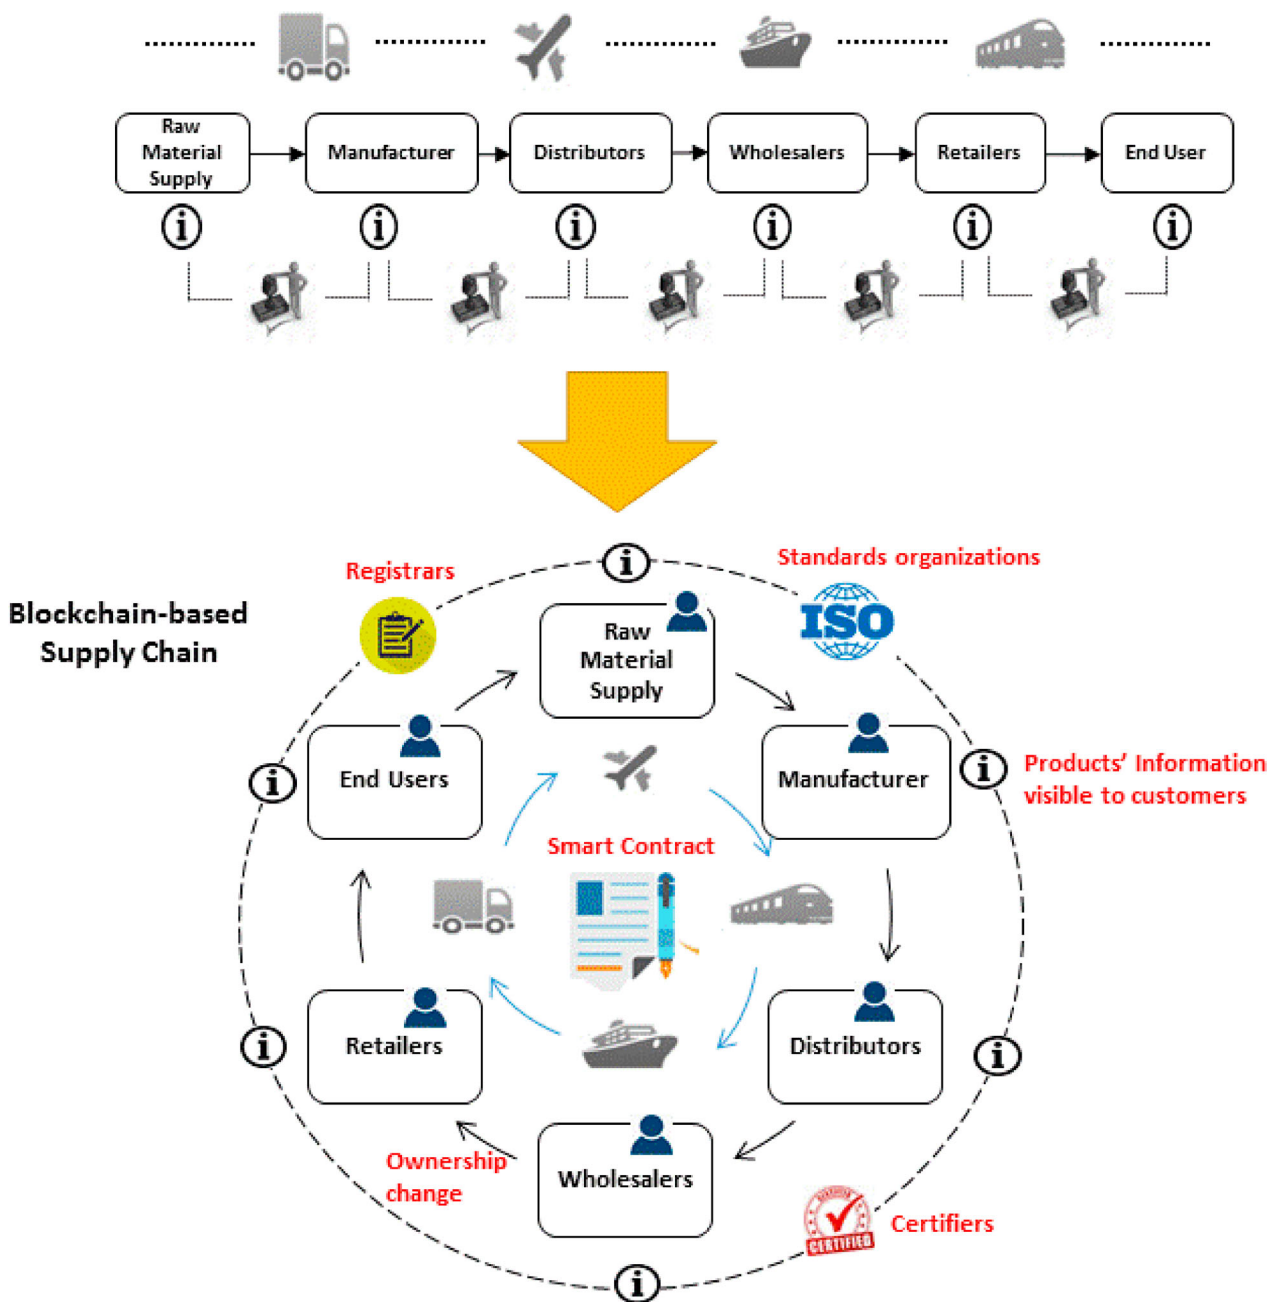 Raw
Material
Supply
Manufacturer
Distributors
Wholesalers
Retailers
End User
i
i
i
i
i
i
i
Standards organizations
Registrars
ISO
Blockchain-based
Supply Chain
Raw
Material
Supply
End Users
Manufacturer
i
i
Products' Information
visible to customers
Smart Contract
Retailers
Distributors
i
i
Ownership
change
Wholesalers
CERTIFIED
Certifiers
i